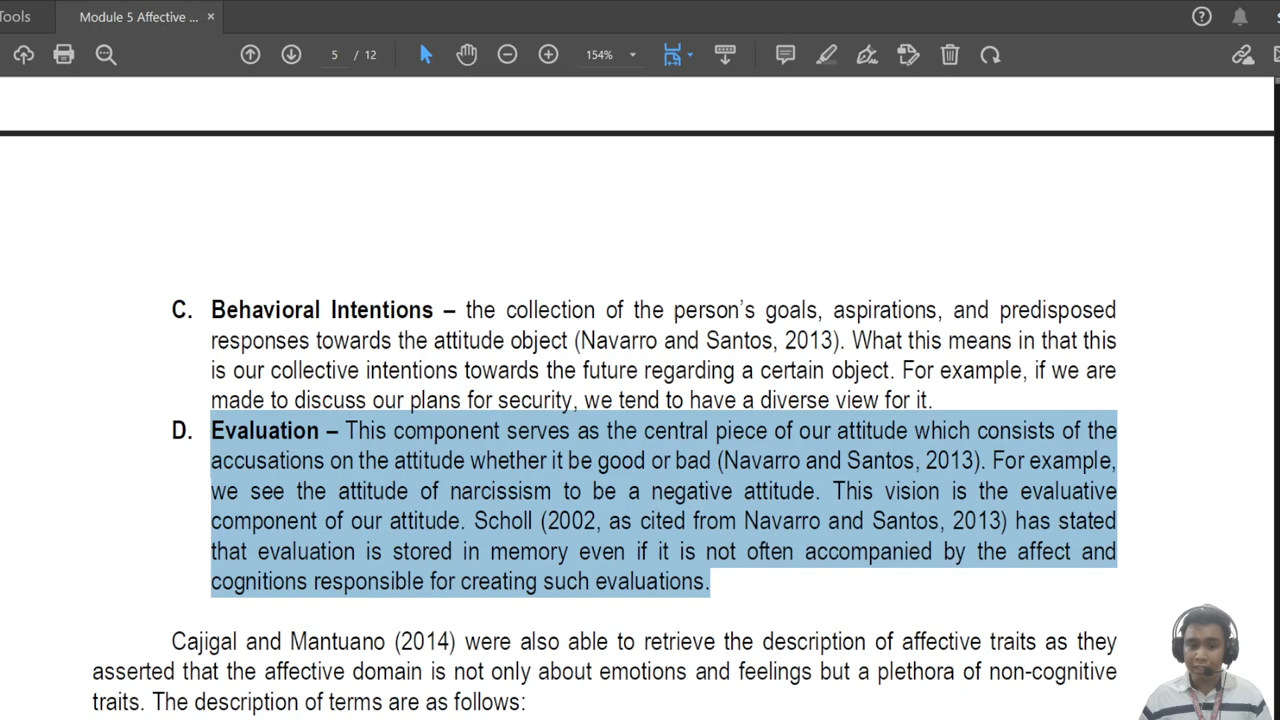 Tools
Module 5 Affective ... ×
5 / 12
154%
C. Behavioral Intentions – the collection of the person's goals, aspirations, and predisposed
responses towards the attitude object (Navarro and Santos, 2013). What this means in that this
is our collective intentions towards the future regarding a certain object. For example, if we are
made to discuss our plans for security, we tend to have a diverse view for it.
D. Evaluation – This component serves as the central piece of our attitude which consists of the
accusations on the attitude whether it be good or bad (Navarro and Santos, 2013). For example,
we see the attitude of narcissism to be a negative attitude. This vision is the evaluative
component of our attitude. Scholl (2002, as cited from Navarro and Santos, 2013) has stated
that evaluation is stored in memory even if it is not often accompanied by the affect and
cognitions responsible for creating such evaluations.
Cajigal and Mantuano (2014) were also able to retrieve the description of affective traits as they
asserted that the affective domain is not only about emotions and feelings but a plethora of non-cognitive
traits. The description of terms are as follows: